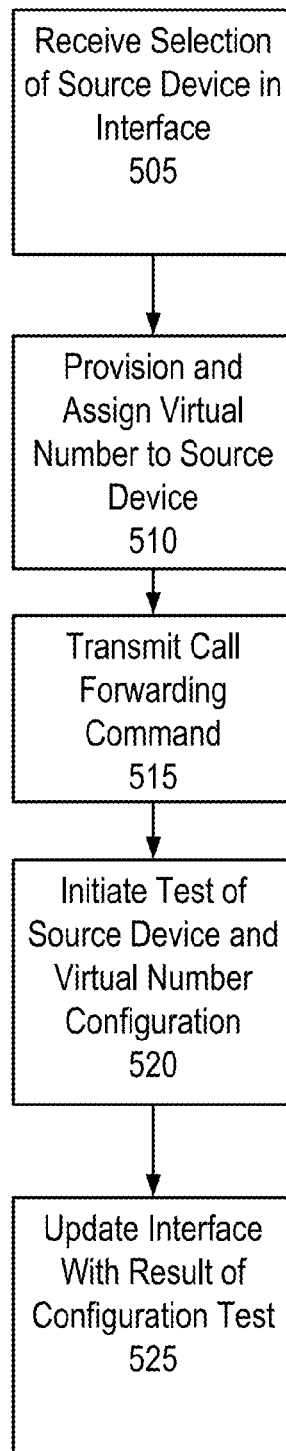 Receive Selection
of Source Device in
Interface
505
Provision and
Assign Virtual
Number to Source
Device
510
Transmit Call
Forwarding
Command
515
Initiate Test of
Source Device and
Virtual Number
Configuration
520
Update Interface
With Result of
Configuration Test
525